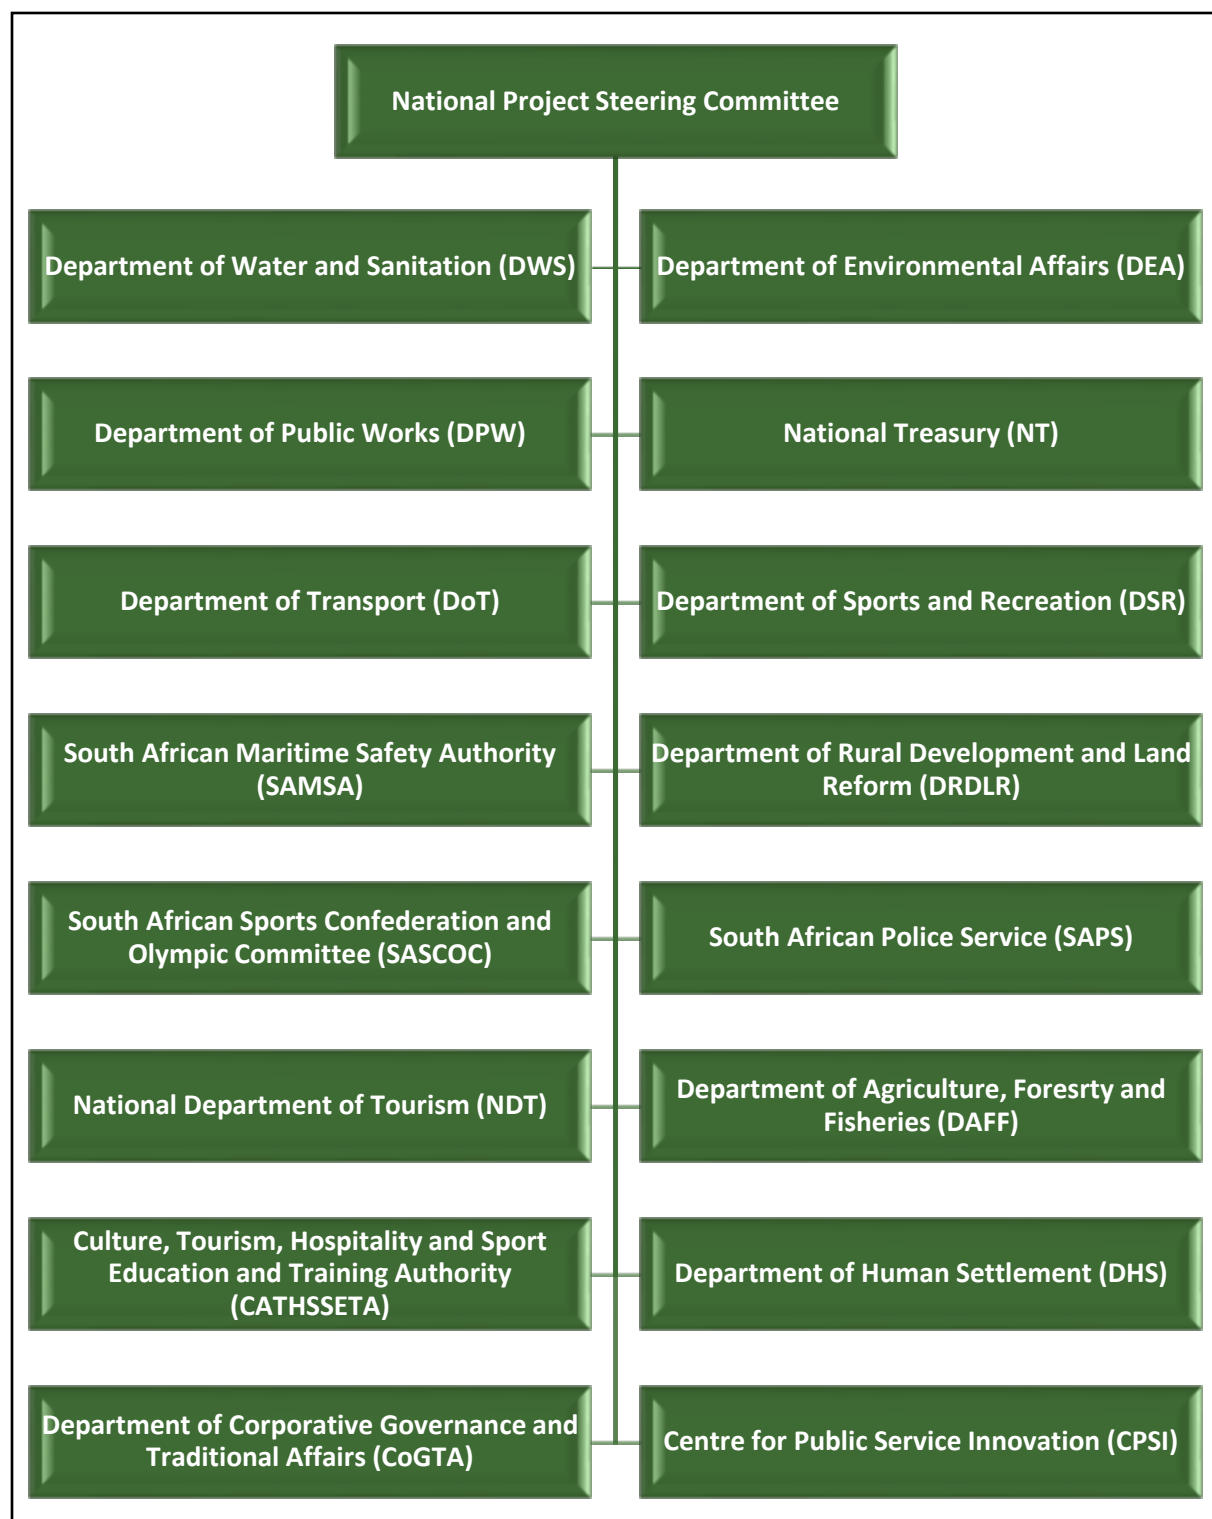 National Project Steering Committee
Department of Water and Sanitation (DWS)
Department of Environmental Affairs (DEA)
Department of Public Works (DPW)
National Treasury (NT)
Department of Transport (DoT)
Department of Sports and Recreation (DSR)
South African Maritime Safety Authority
(SAMSA)
Department of Rural Development and Land
Reform (DRDLR)
South African Sports Confederation and
Olympic Committee (SASCOC)
South African Police Service (SAPS)
National Department of Tourism (NDT)
Department of Agriculture, Foresrty and
Fisheries (DAFF)
Culture, Tourism, Hospitality and Sport
Education and Training Authority
(CATHSSETA)
Department of Human Settlement (DHS)
Department of Corporative Governance and
Traditional Affairs (CoGTA)
Centre for Public Service Innovation (CPSI)